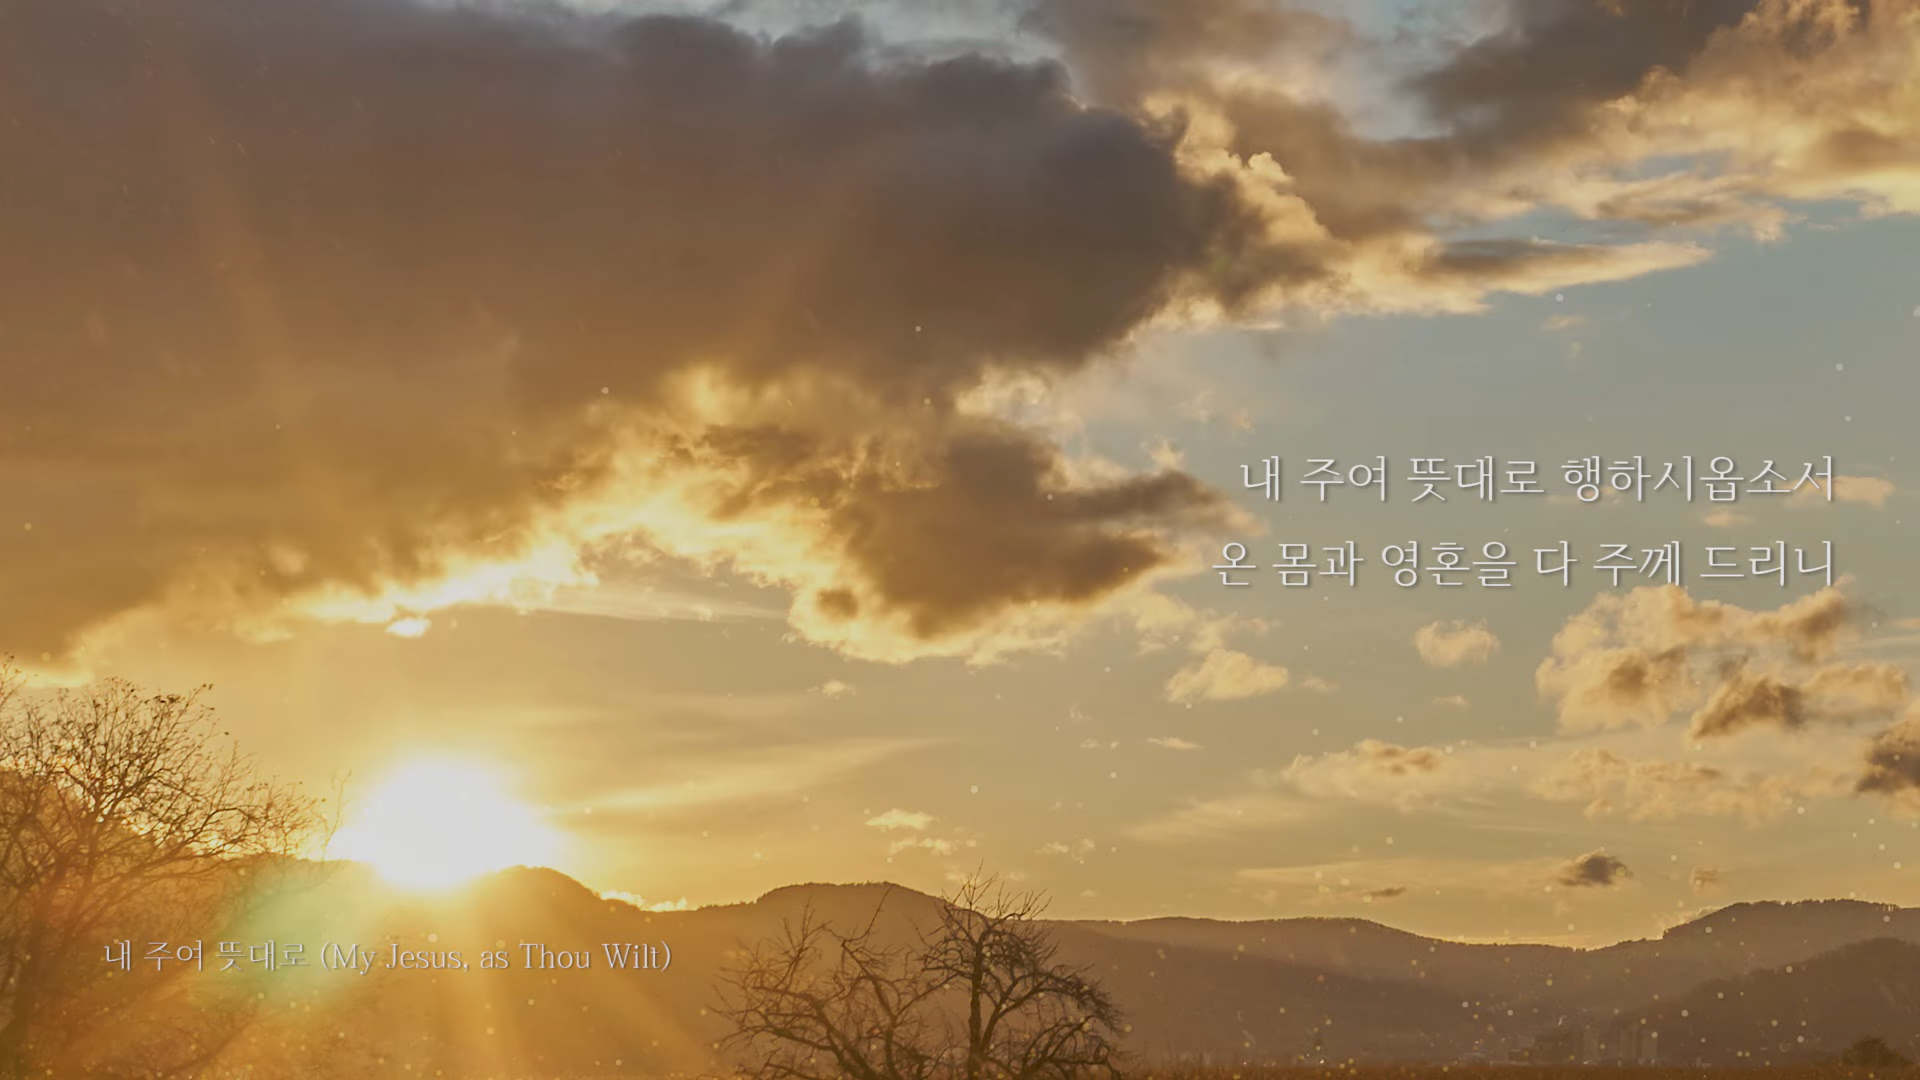 내 주여 뜻대로 행하시옵소서
온 몸과 영혼을 다 주께 드리니
내 주여 뜻대로 (My Jesus, as Thou Wilt)